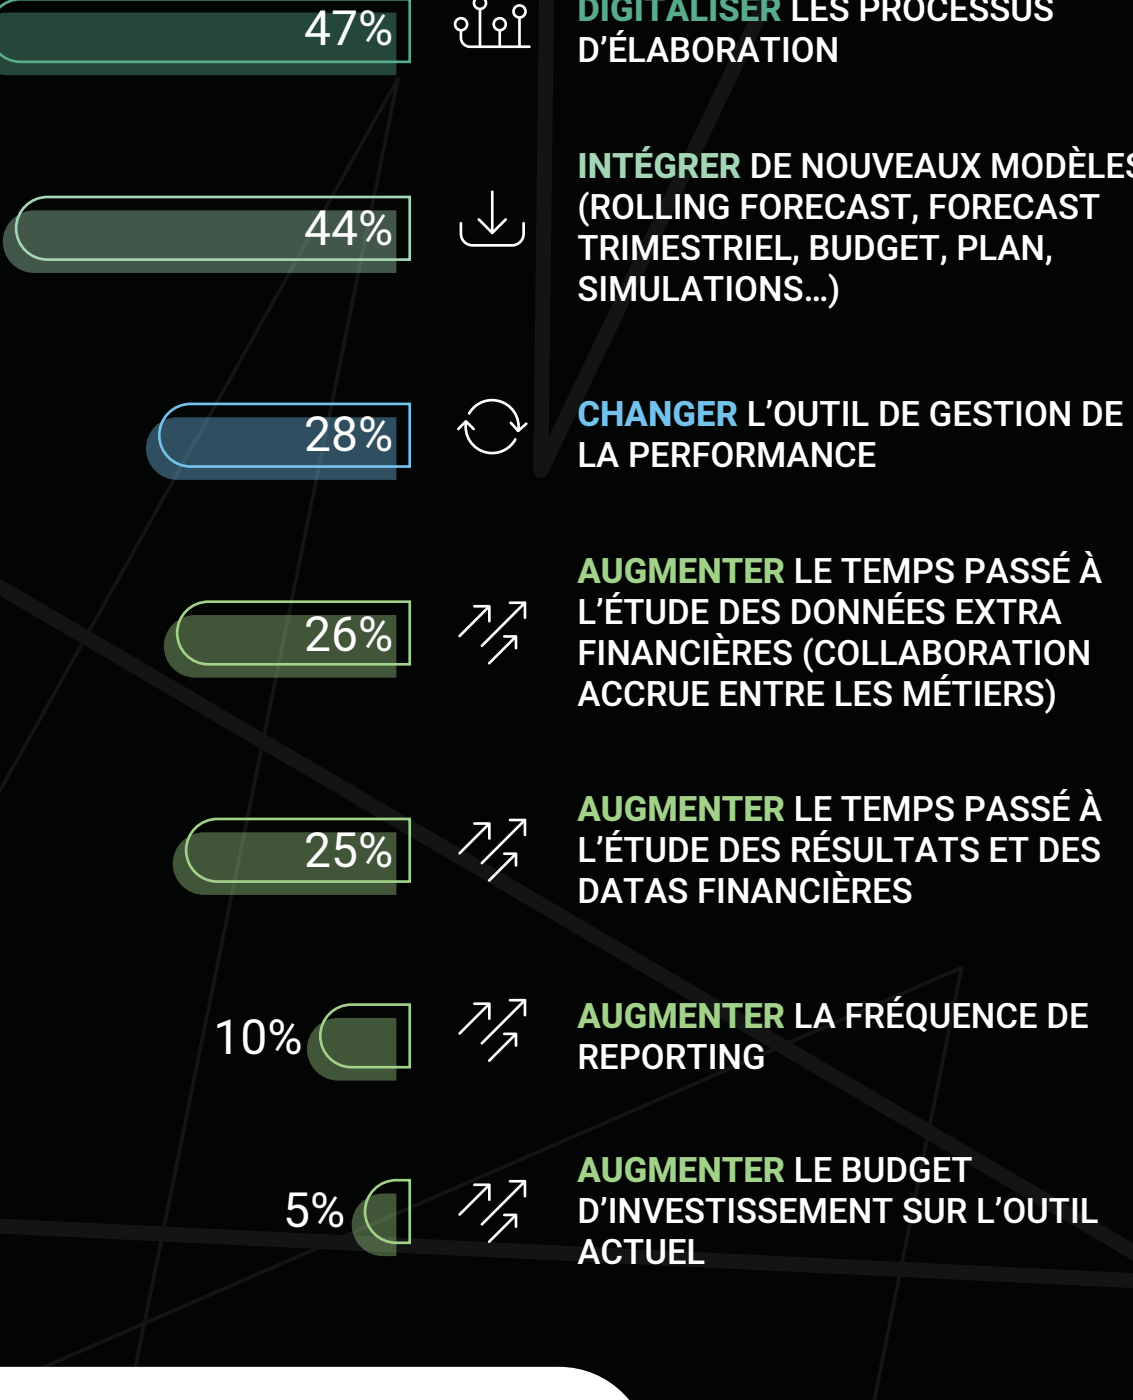 47%
DIGITALISER LES PROCESSUS
D’ÉLABORATION
44%
INTÉGRER DE NOUVEAUX MODÈLES
(ROLLING FORECAST, FORECAST
TRIMESTRIEL, BUDGET, PLAN,
SIMULATIONS…)
28%
CHANGER L’OUTIL DE GESTION DE
LA PERFORMANCE
26%
AUGMENTER LE TEMPS PASSÉ À
L’ÉTUDE DES DONNÉES EXTRA
FINANCIÈRES (COLLABORATION
ACCRUE ENTRE LES MÉTIERS)
25%
AUGMENTER LE TEMPS PASSÉ À
L’ÉTUDE DES RÉSULTATS ET DES
DATAS FINANCIÈRES
10%
AUGMENTER LA FRÉQUENCE DE
REPORTING
5%
AUGMENTER LE BUDGET
D’INVESTISSEMENT SUR L’OUTIL
ACTUEL